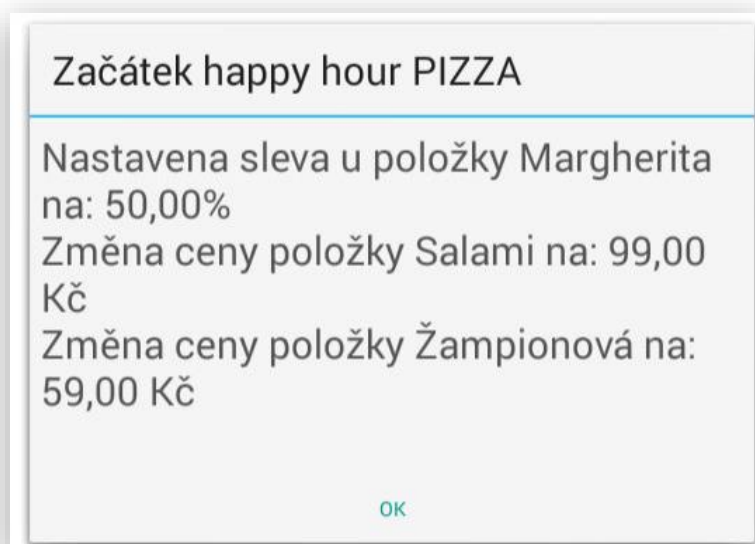 Začátek happy hour PIZZA
Nastavena sleva u položky Margherita
na: 50,00%
Změna ceny položky Salami na: 99,00
Kč
Změna ceny položky Žampionová na:
59,00 Kč
OK